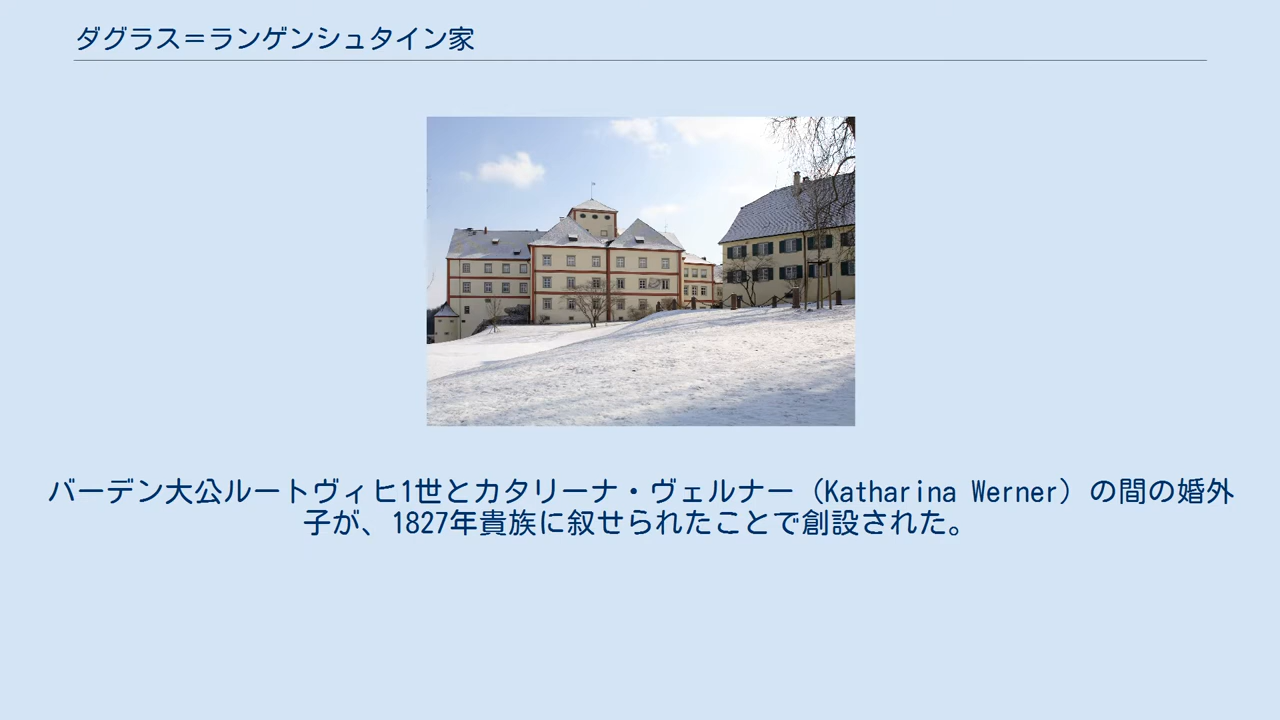 ダグラス＝ランゲンシュタイン家
バーデン大公ルートヴィヒ1世とカタリーナ・ヴェルナー（Katharina Werner）の間の婚外
子が、1827年貴族に叙せられたことで創設された。